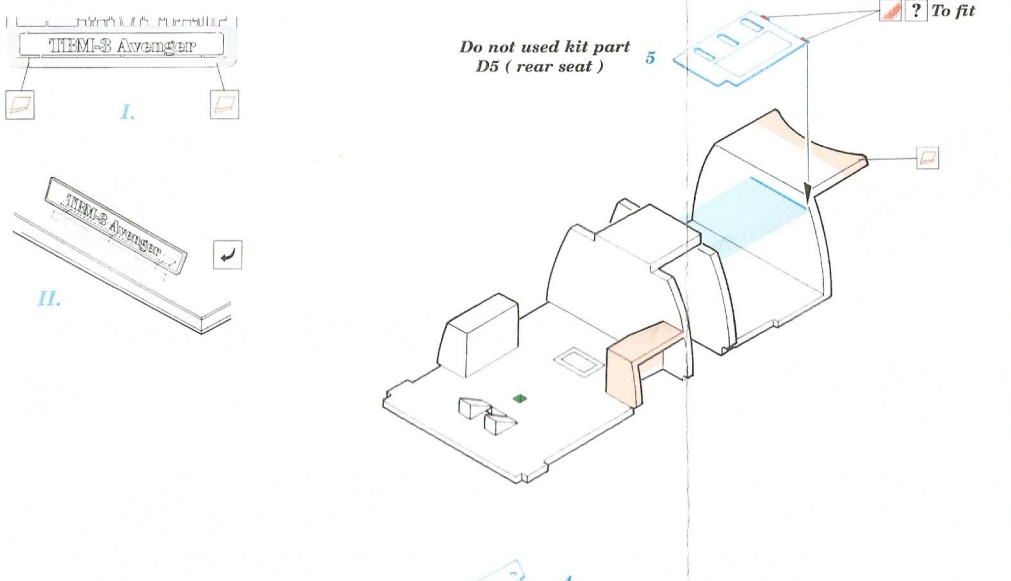 TBM-3 Avenger
I.
TBM-3 Avenger
II.
Do not used kit part
D5 ( rear seat )
5
? To fit